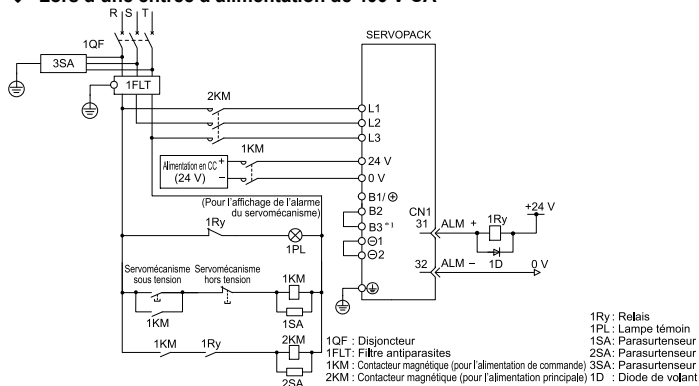 Lors d'une entrée d'alimentation de 400 V CA
R S T
1QF
3SA
1FLT
SERVOPACK
2KM
L1
L2
L3
1KM
Alimentation en CC +
(24 V) −
24 V
0 V
(Pour l'affichage de l'alarme
du servomécanisme)
B1/⊕
B2
B3 *1
⊖1
⊖2
CN1
31 ALM + 1Ry +24 V
1D
32 ALM − 0 V
1Ry
1PL
Servomécanisme
sous tension
Servomécanisme
hors tension
1KM
1KM
1SA
1KM
1Ry
2KM
2SA
1QF : Disjoncteur
1FLT: Filtre antiparasites
1KM : Contacteur magnétique (pour l'alimentation de commande)
2KM : Contacteur magnétique (pour l'alimentation principale)
1Ry : Relais
1PL : Lampe témoin
1SA: Parasurtenseur
2SA: Parasurtenseur
3SA: Parasurtenseur
1D : Diode de volant